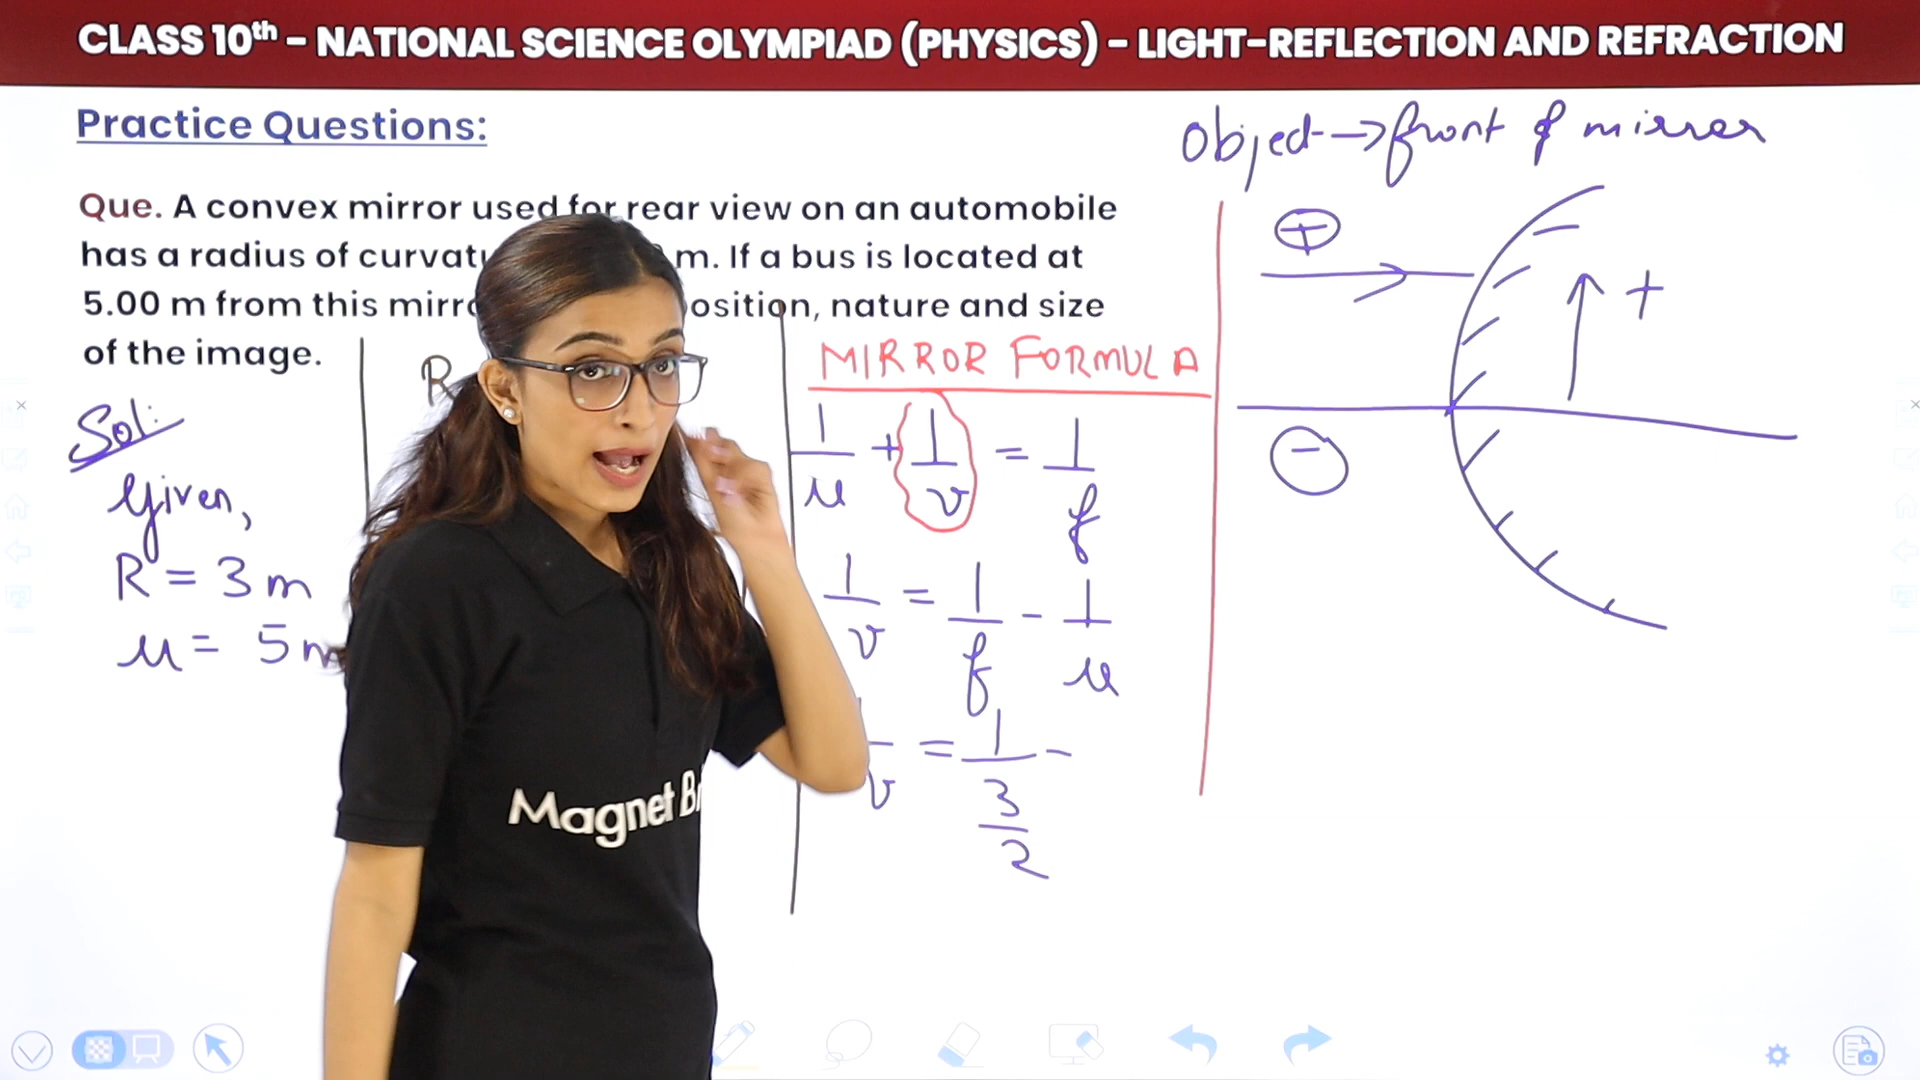 CLASS 10th - NATIONAL SCIENCE OLYMPIAD (PHYSICS) - LIGHT-REFLECTION AND REFRACTION
Practice Questions:
Que. A convex mirror used for rear view on an automobile
has a radius of m. If a bus is located at
5.00 m from this nature and size
of the image.
Sol:
Given,
R = 3 m
u = 5 m
R
MIRROR FORMULA
1/u + 1/v = 1/f
1/v = 1/f - 1/u
/v = 1/3/2 -
Object → front of mirror
+
+
-
Magnet